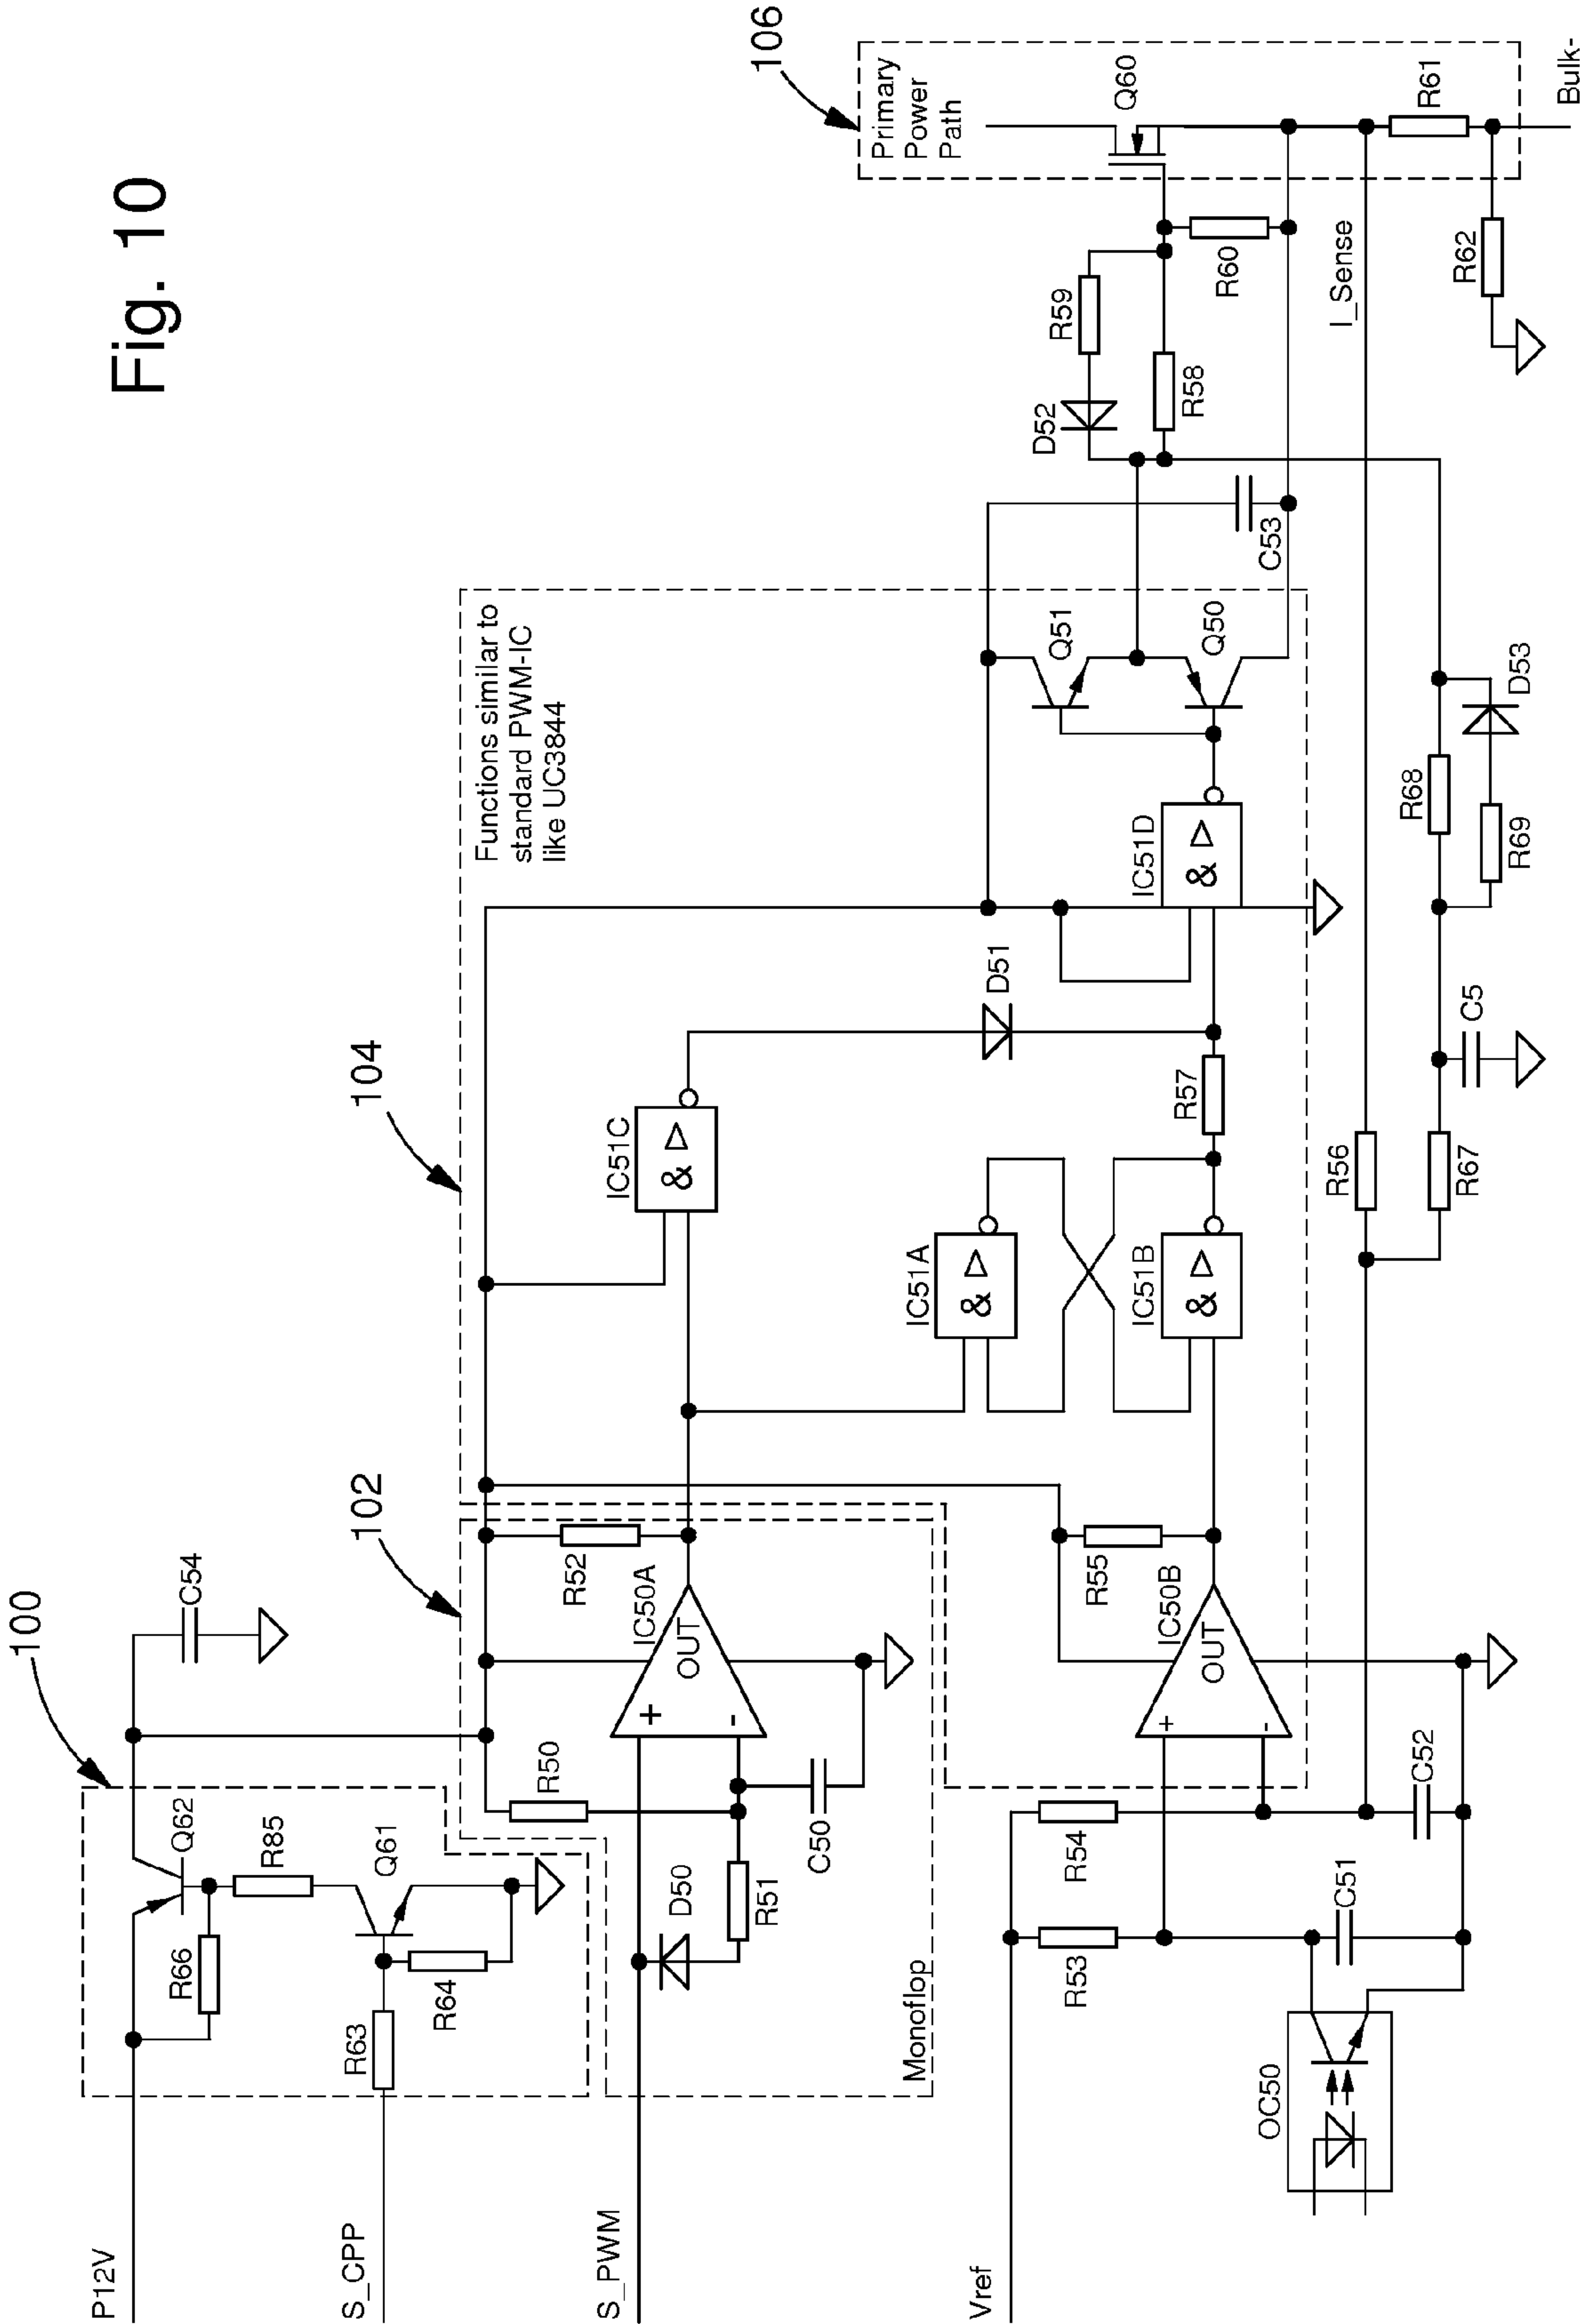 Fig. 10
100
102
104
106
P12V
S_CPP
S_PWM
Vref
R66
Q62
R85
Q61
R63
R64
C54
R50
R52
IC50A
OUT
+
-
D50
R51
C50
Monoflop
Functions similar to
standard PWM-IC
like UC3844
IC51C
& ▷
IC51A
& ▷
IC51B
& ▷
IC51D
& ▷
D51
R57
Q51
Q50
C53
R55
IC50B
OUT
+
-
R53
R54
C51
C52
OC50
R56
R67
C5
R68
R69
D53
D52
R59
R58
R60
I_Sense
Primary
Power
Path
Q60
R61
R62
Bulk-